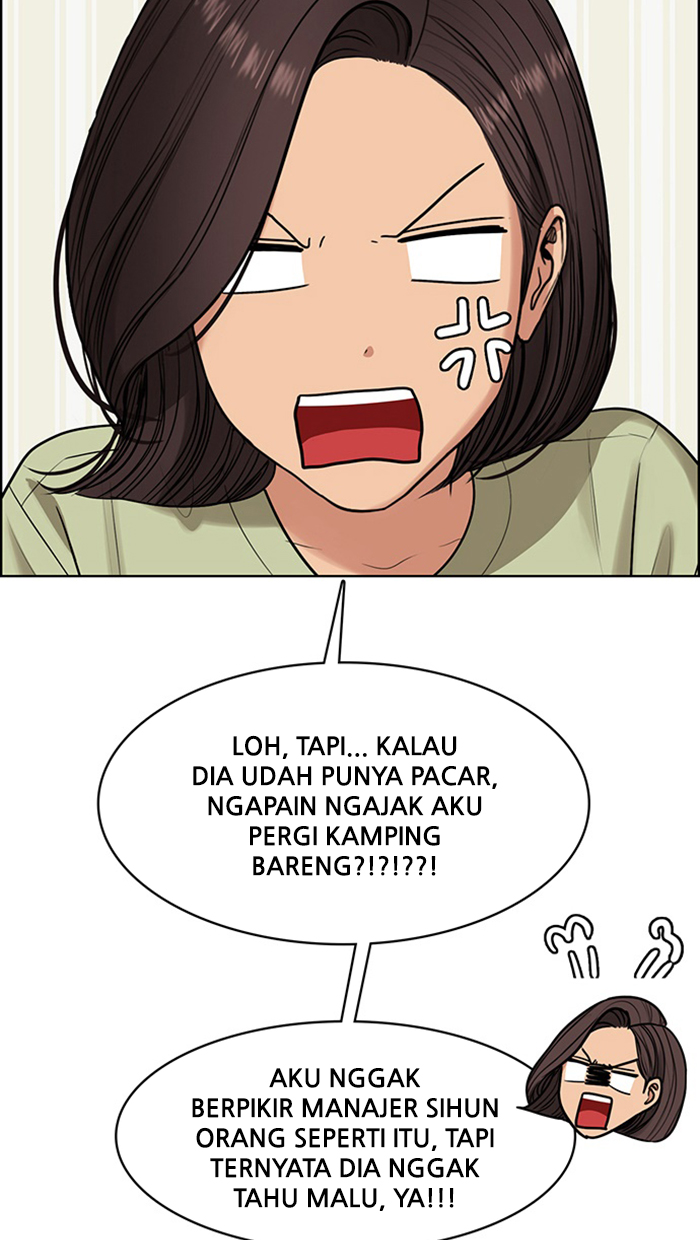 LOH, TAPI... KALAU
DIA UDAH PUNYA PACAR,
NGAPAIN NGAJAK AKU
PERGI KAMPING
BARENG?!?!??!
AKU NGGAK
BERPIKIR MANAJER SIHUN
ORANG SEPERTI ITU, TAPI
TERNYATA DIA NGGAK
TAHU MALU, YA!!!